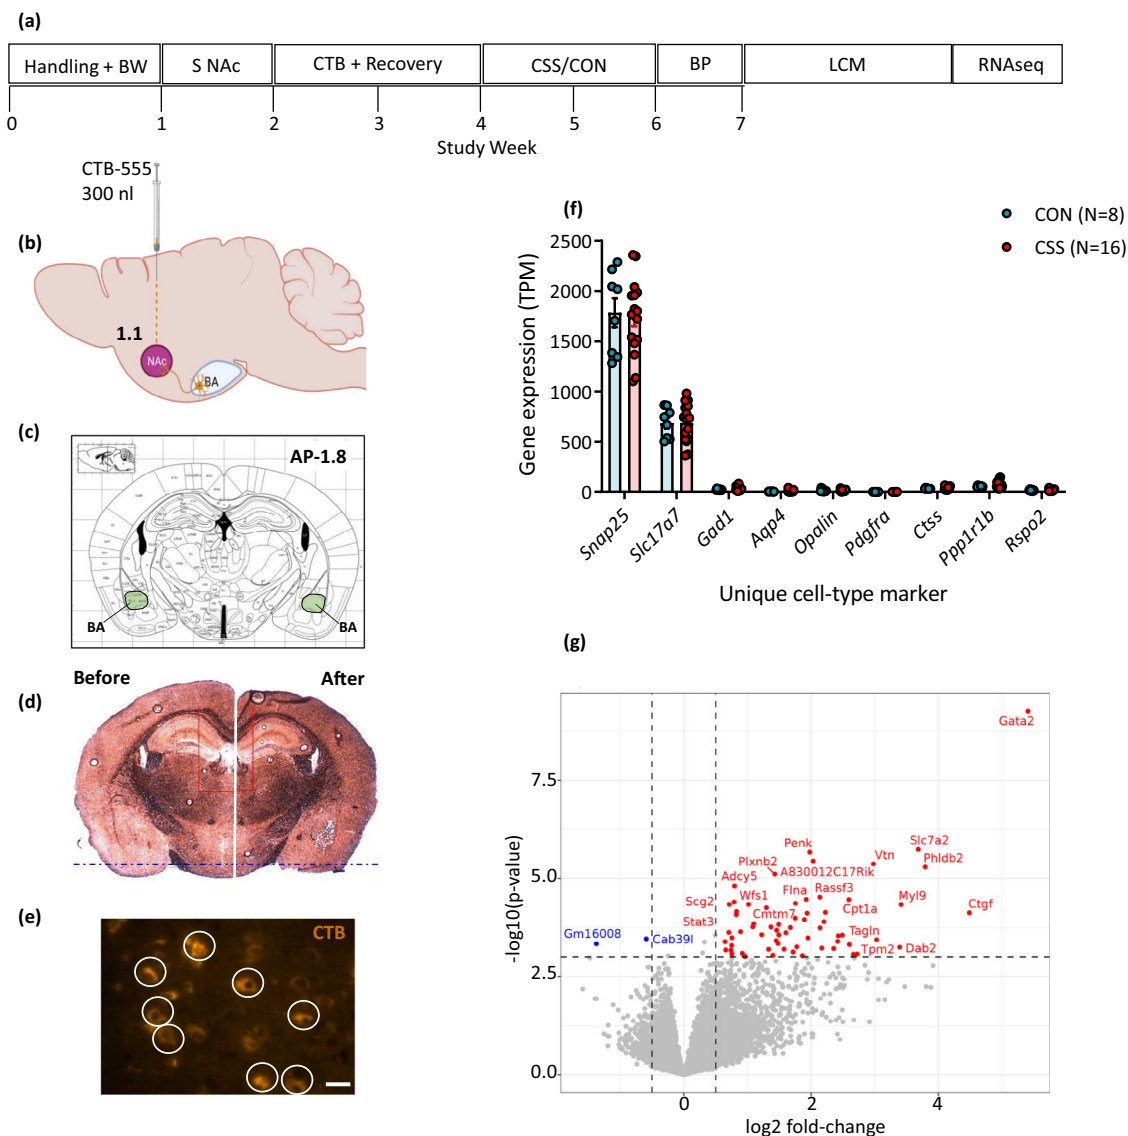 (a)
Handling + BW
S NAc
CTB + Recovery
CSS/CON
BP
LCM
RNAseq
0 1 2 3 4 5 6 7
Study Week
CTB-555
300 nl
(b)
1.1
NAc
BA
(c)
AP-1.8
BA
BA
Before
After
(d)
(e)
CTB
(f)
CON (N=8)
CSS (N=16)
Gene expression (TPM)
2500
2000
1500
1000
500
0
Snap25
Slc17a7
Gad1
Aqp4
Opalin
Pdgfra
Ctss
Ppp1r1b
Rspo2
Unique cell-type marker
(g)
-log10(p-value)
7.5
5.0
2.5
0.0
Gata2
Penk
Slc7a2
Plxnb2
Vtn
Phldb2
A830012C17Rik
Adcy5
Flna
Rassf3
Scg2
Wfs1
Cpt1a
Myl9
Ctgf
Cmtm7
Stat3
Tagln
Gm16008
Cab39l
Tpm2
Dab2
0 2 4
log2 fold-change